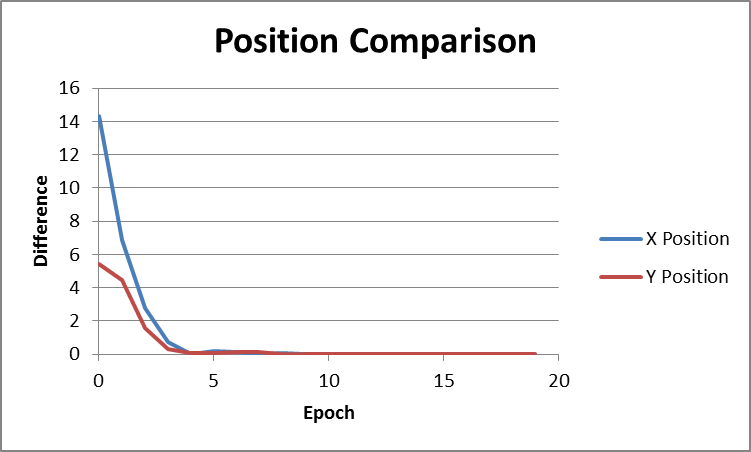 Position Comparison
16
14
12
10
8
6
4
2
0
Difference
0 5 10 15 20
Epoch
X Position
Y Position